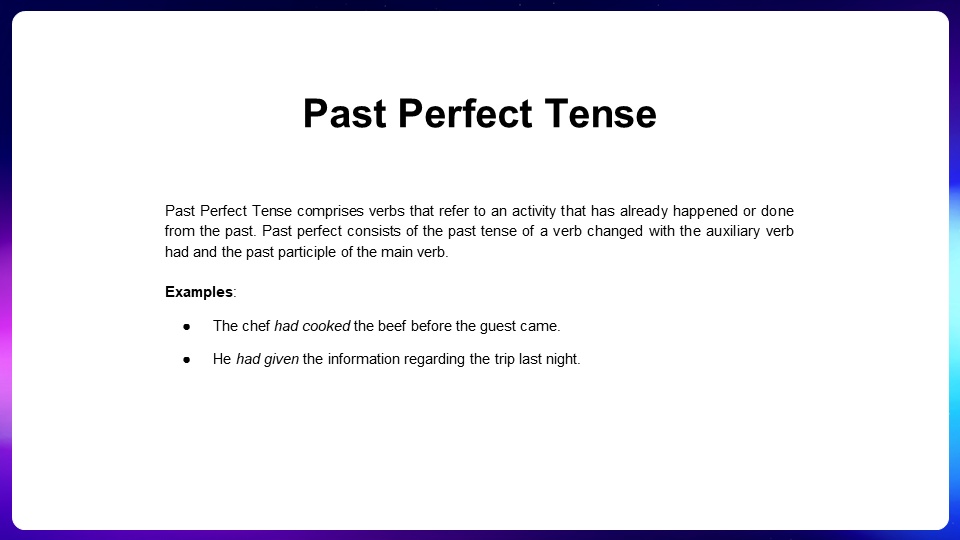 Past Perfect Tense
Past Perfect Tense comprises verbs that refer to an activity that has already happened or done
from the past. Past perfect consists of the past tense of a verb changed with the auxiliary verb
had and the past participle of the main verb.
Examples:
● The chef had cooked the beef before the guest came.
● He had given the information regarding the trip last night.